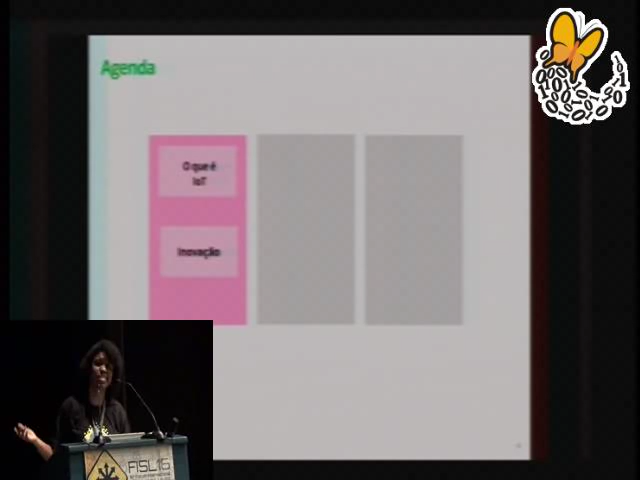 Agenda
O que é
IoT
Inovação
FISL16